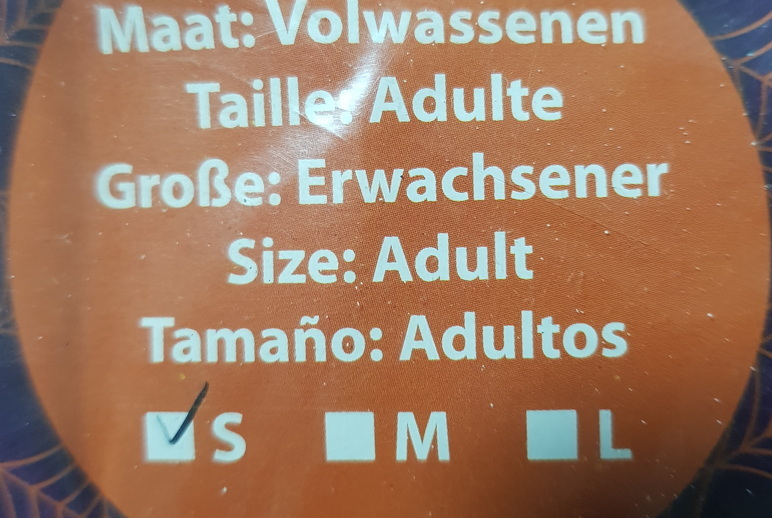 Maat: Volwassenen
Taille: Adulte
Große: Erwachsener
Size: Adult
Tamaño: Adultos
S M L